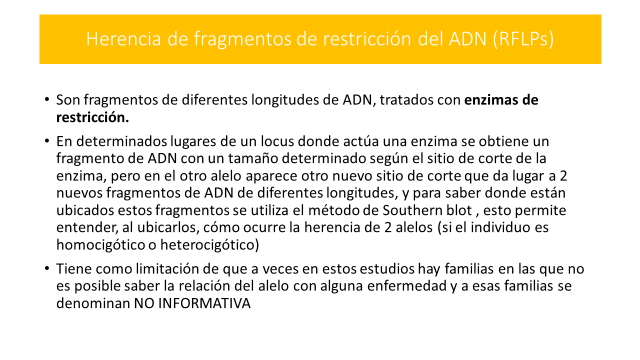 Herencia de fragmentos de restricción del ADN (RFLPs)
• Son fragmentos de diferentes longitudes de ADN, tratados con enzimas de
restricción.
• En determinados lugares de un locus donde actúa una enzima se obtiene un
fragmento de ADN con un tamaño determinado según el sitio de corte de la
enzima, pero en el otro alelo aparece otro nuevo sitio de corte que da lugar a 2
nuevos fragmentos de ADN de diferentes longitudes, y para saber donde están
ubicados estos fragmentos se utiliza el método de Southern blot , esto permite
entender, al ubicarlos, cómo ocurre la herencia de 2 alelos (si el individuo es
homocigótico o heterocigótico)
• Tiene como limitación de que a veces en estos estudios hay familias en las que no
es posible saber la relación del alelo con alguna enfermedad y a esas familias se
denominan NO INFORMATIVA